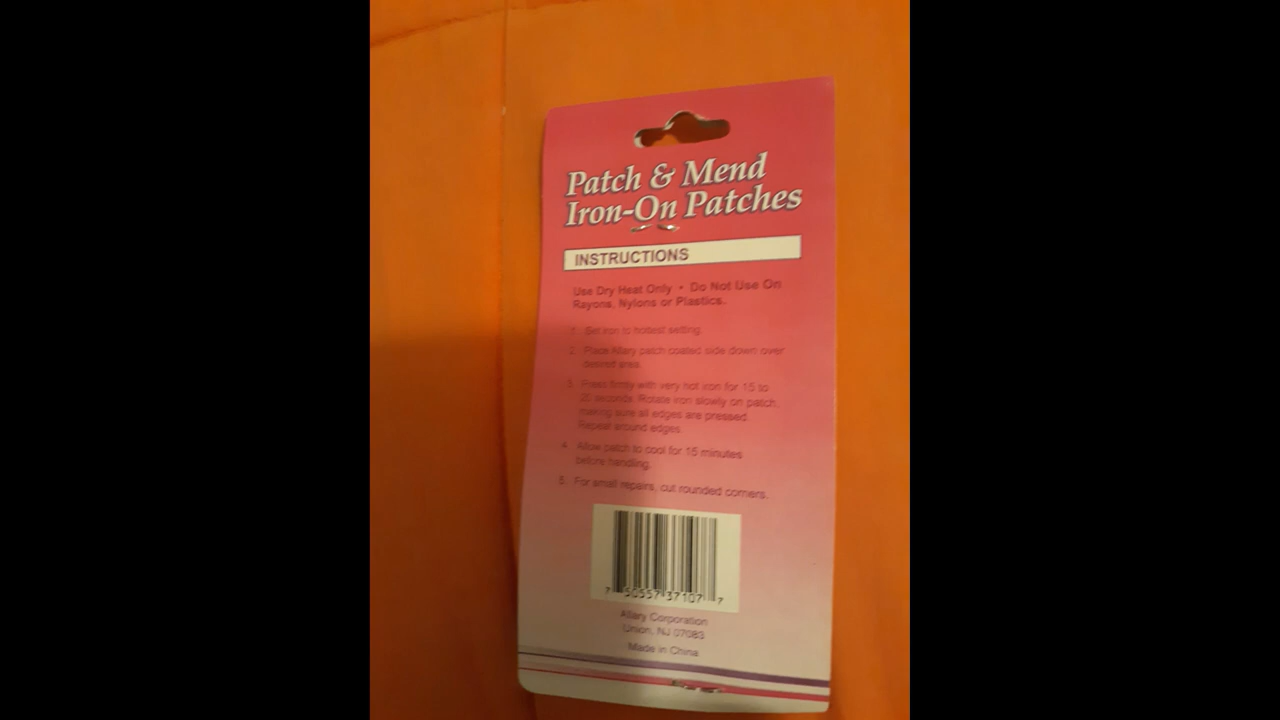 Patch & Mend
Iron-On Patches
INSTRUCTIONS
Use Dry Heat Only • Do Not Use On
Rayons, Nylons or Plastics.
1. Set iron to hottest setting.
2. Place Allary patch coated side down over
desired area.
3. Press firmly with very hot iron for 15 to
20 seconds. Rotate iron slowly on patch,
making sure all edges are pressed.
Repeat around edges.
4. Allow patch to cool for 15 minutes
before handling.
5. For small repairs, cut rounded corners.
7 50557 37107 7
Allary Corporation
Union, NJ 07083
Made in China